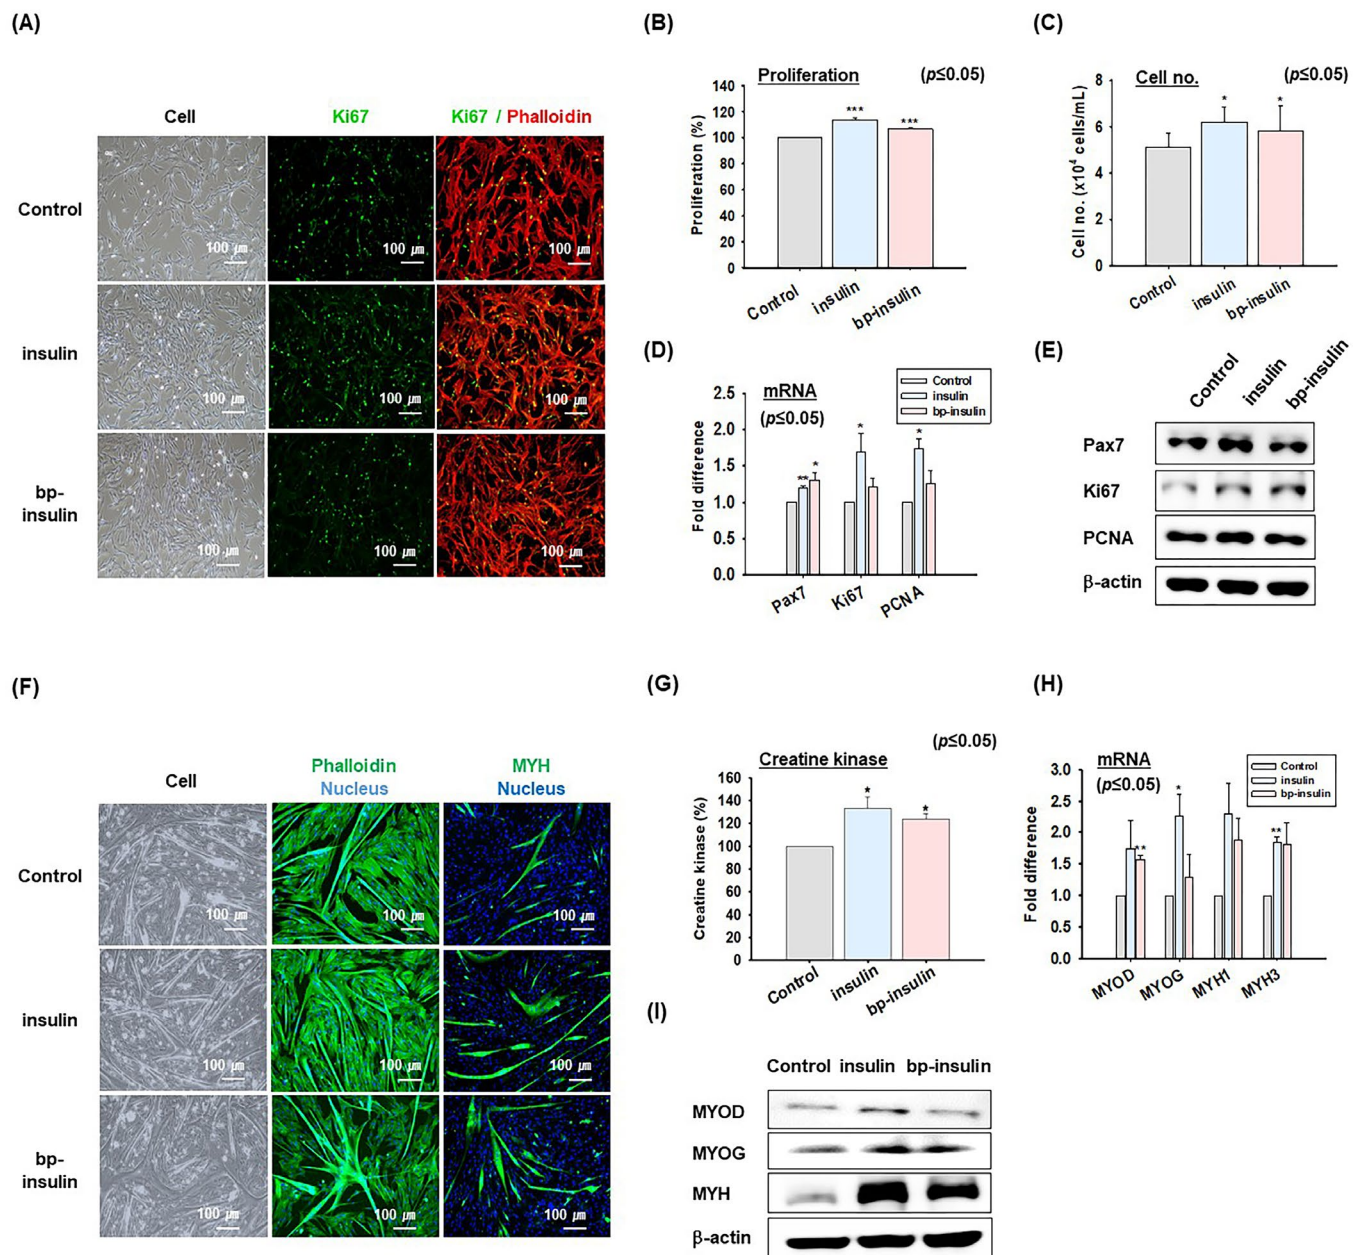 (A)
Cell
Ki67
Ki67 / Phalloidin
Control
100 ㎛
100 ㎛
100 ㎛
insulin
100 ㎛
100 ㎛
100 ㎛
bp-
insulin
100 ㎛
100 ㎛
100 ㎛
(B)
Proliferation
(p≤0.05)
Proliferation (%)
140
120
100
80
60
40
20
0
***
***
Control
insulin
bp-insulin
(C)
Cell no.
(p≤0.05)
Cell no. (x10⁴ cells/mL)
8
6
4
2
0
*
*
Control
insulin
bp-insulin
(D)
mRNA
(p≤0.05)
Control
insulin
bp-insulin
Fold difference
2.5
2.0
1.5
1.0
0.5
0.0
**
*
*
*
Pax7
Ki67
PCNA
(E)
Control
insulin
bp-insulin
Pax7
Ki67
PCNA
β-actin
(F)
Cell
Phalloidin
Nucleus
MYH
Nucleus
Control
100 ㎛
100 ㎛
100 ㎛
insulin
100 ㎛
100 ㎛
100 ㎛
bp-
insulin
100 ㎛
100 ㎛
100 ㎛
(G)
(p≤0.05)
Creatine kinase
Creatine kinase (%)
160
140
120
100
80
60
40
20
0
*
*
Control
insulin
bp-insulin
(H)
mRNA
(p≤0.05)
Control
insulin
bp-insulin
Fold difference
3.0
2.5
2.0
1.5
1.0
0.5
0.0
**
*
**
MYOD
MYOG
MYH1
MYH3
(I)
Control insulin bp-insulin
MYOD
MYOG
MYH
β-actin